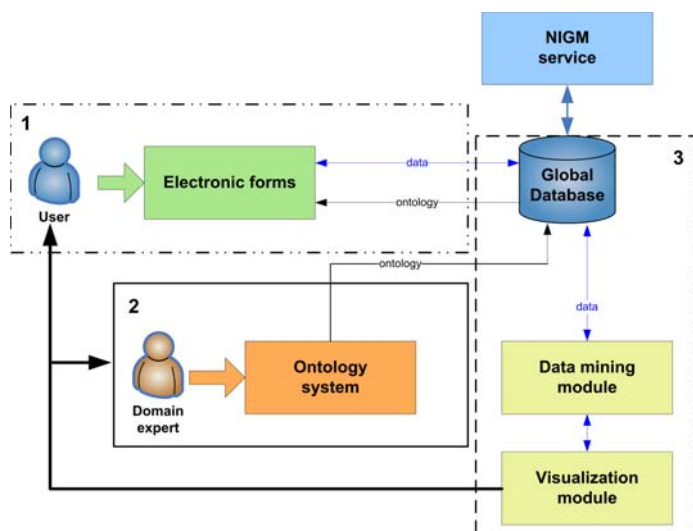 NIGM
service
1
3
User
Electronic forms
data
ontology
Global
Database
ontology
2
data
Domain
expert
Ontology
system
Data mining
module
Visualization
module